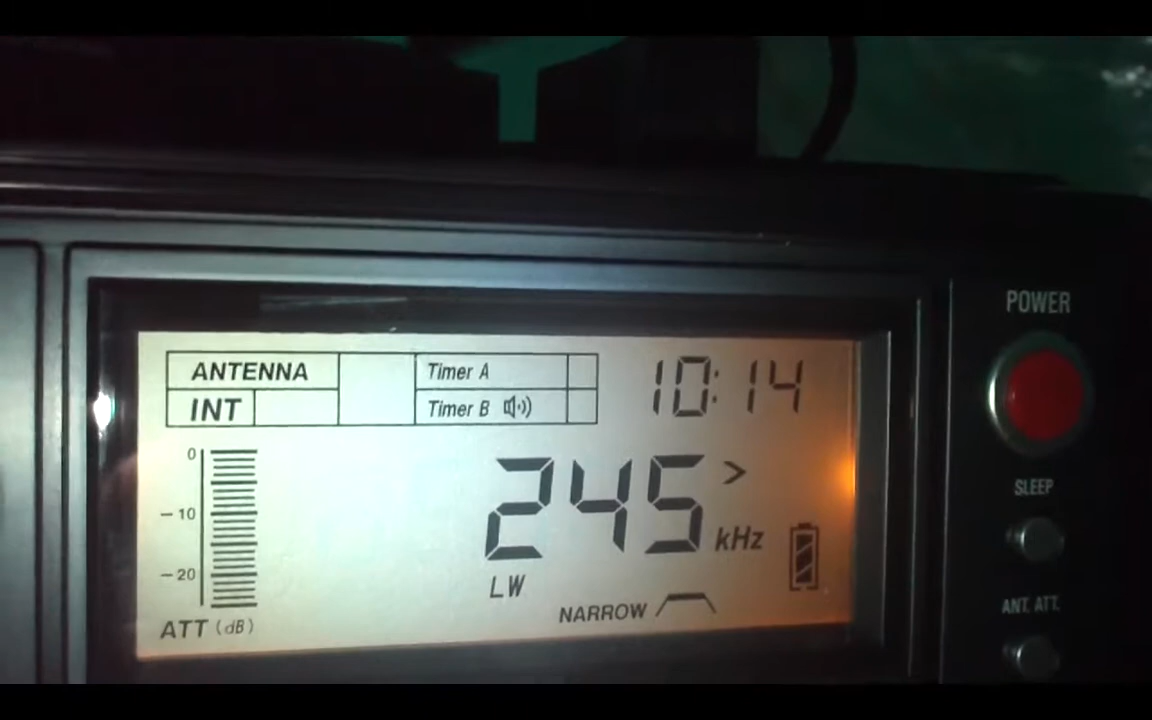 POWER
ANTENNA
Timer A
10:14
INT
Timer B
0
245 >
SLEEP
-10
kHz
-20
LW
ANT. ATT.
NARROW
ATT (dB)